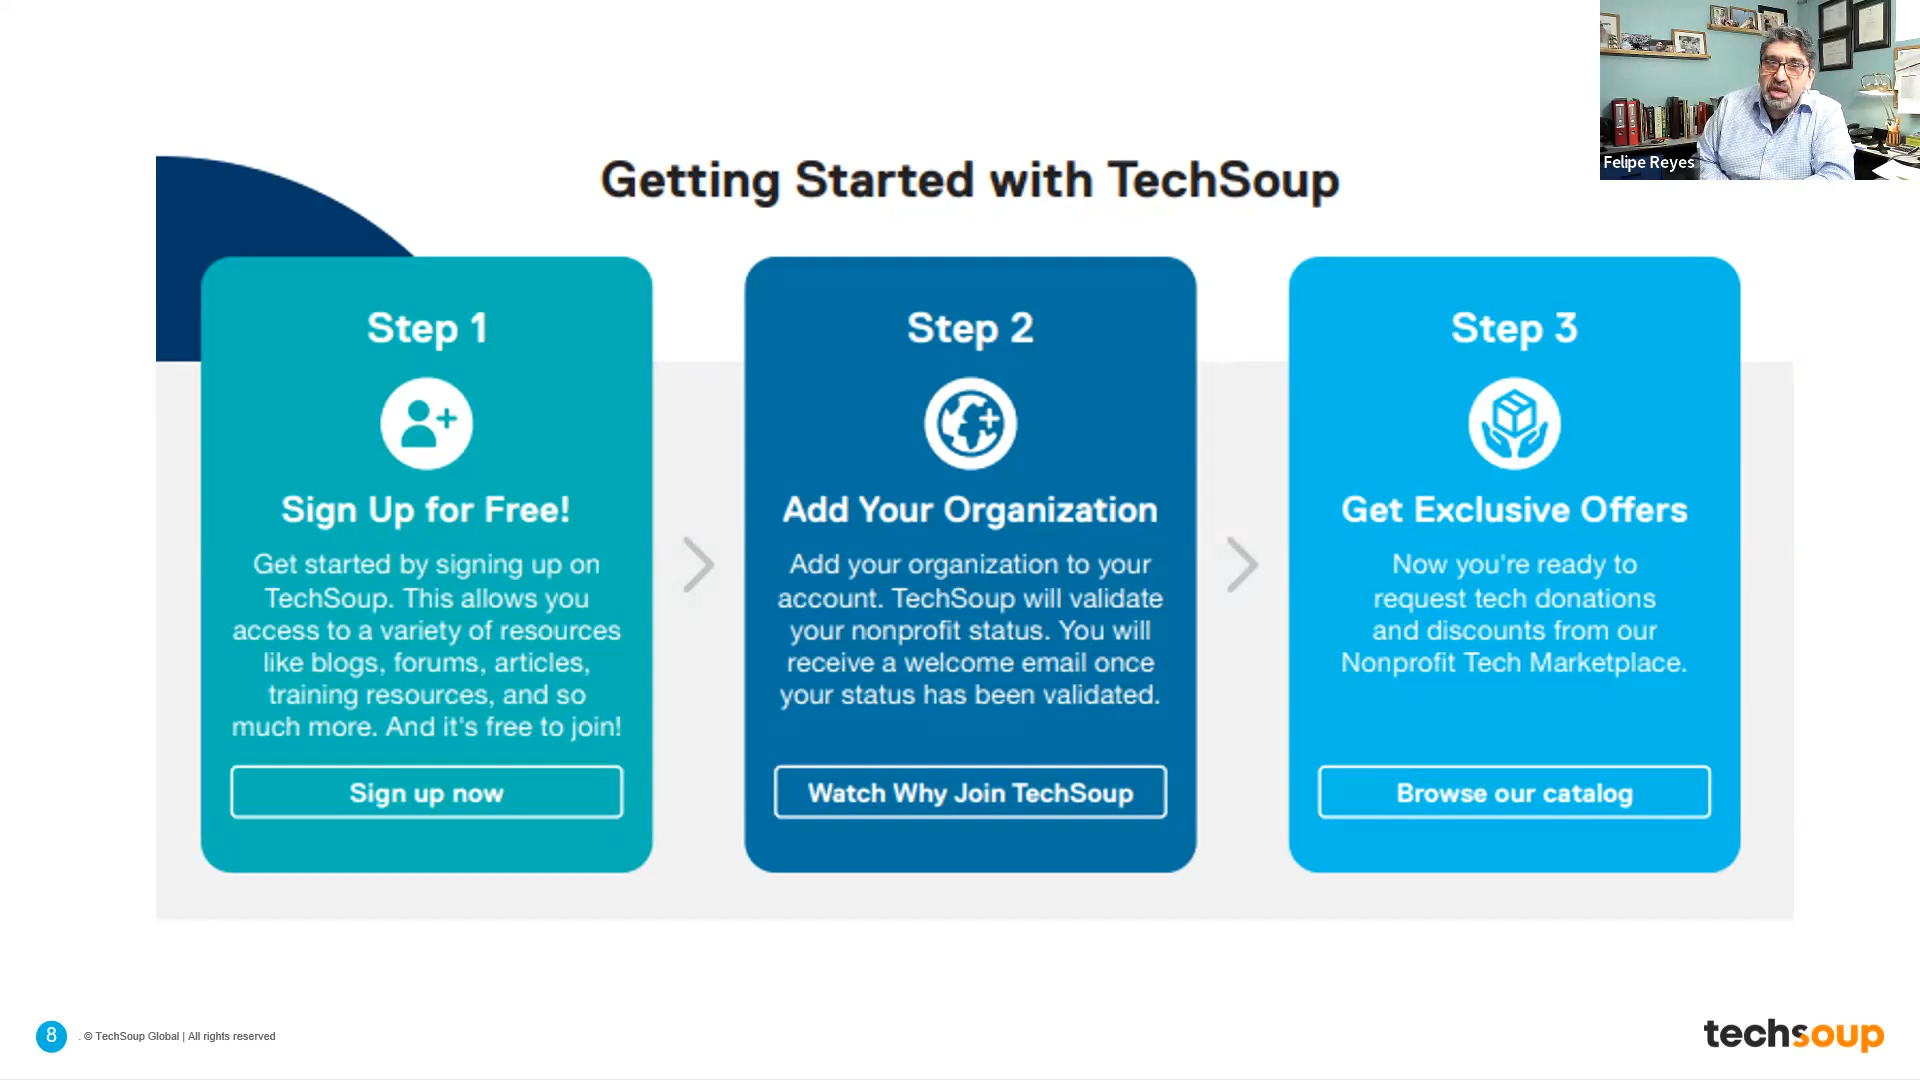 Felipe Reyes
Getting Started with TechSoup
Step 1
Sign Up for Free!
Get started by signing up on
TechSoup. This allows you
access to a variety of resources
like blogs, forums, articles,
training resources, and so
much more. And it's free to join!
Sign up now
Step 2
Add Your Organization
Add your organization to your
account. TechSoup will validate
your nonprofit status. You will
receive a welcome email once
your status has been validated.
Watch Why Join TechSoup
Step 3
Get Exclusive Offers
Now you're ready to
request tech donations
and discounts from our
Nonprofit Tech Marketplace.
Browse our catalog
8
. © TechSoup Global | All rights reserved
techsoup